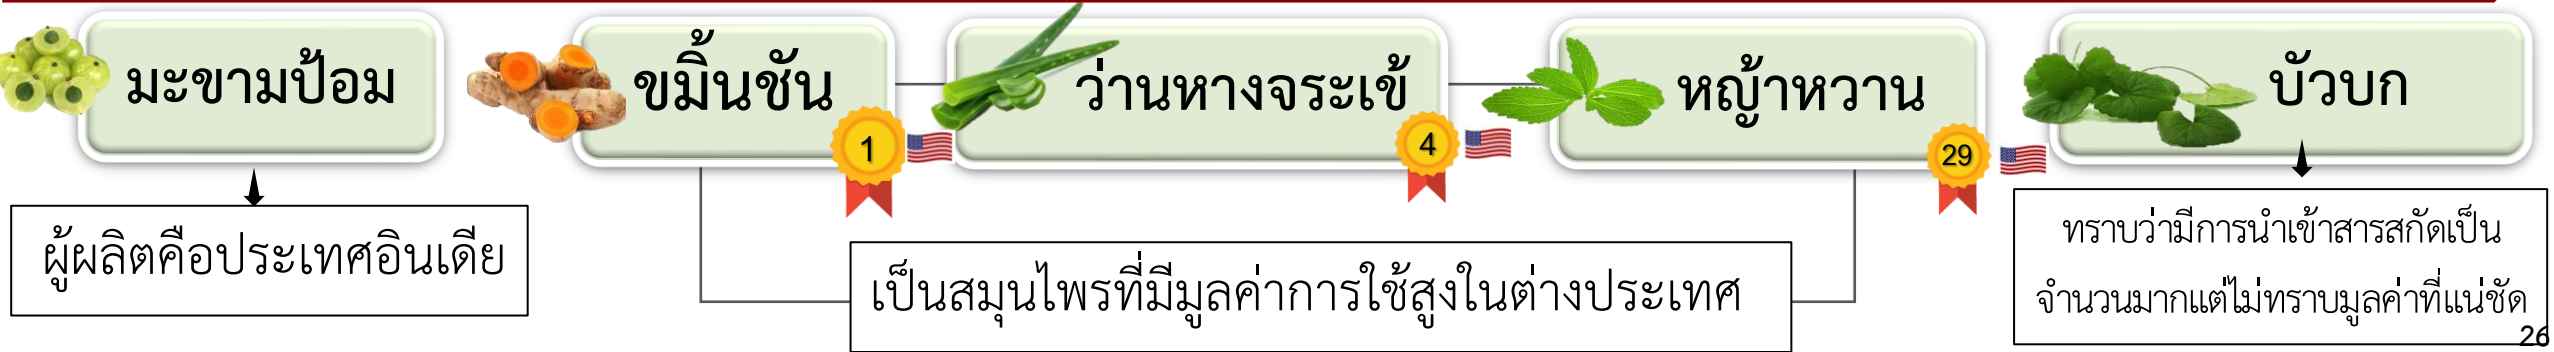 มะขามป้อม
ขมิ้นชัน
ว่านหางจระเข้
หญ้าหวาน
บัวบก
1
4
29
ผู้ผลิตคือประเทศอินเดีย
เป็นสมุนไพรที่มีมูลค่าการใช้สูงในต่างประเทศ
ทราบว่ามีการนำเข้าสารสกัดเป็น
จำนวนมากแต่ไม่ทราบมูลค่าที่แน่ชัด
26